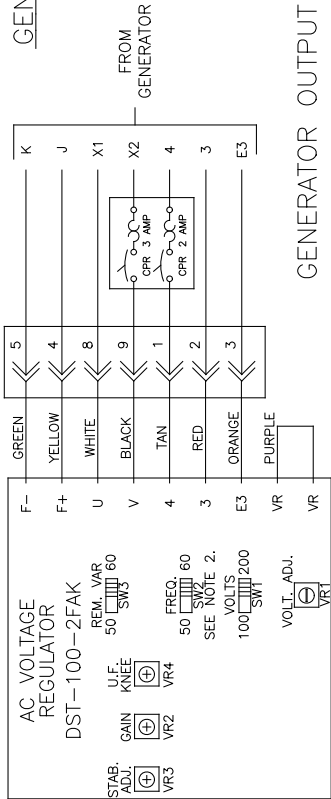 AC VOLTAGE
REGULATOR
DST-100-2FAK
STAB.
ADJ.
VR3
GAIN
VR2
U.F.
KNEE
VR4
REM. VAR
50 60
SW3
FREQ.
50 60
SW2
SEE NOTE 2.
VOLTS
100 200
SW1
VOLT. ADJ.
VR1
F- GREEN 5 K
F+ YELLOW 4 J
U WHITE 8 X1
V BLACK 9 CPR 3 AMP X2
4 TAN 1 CPR 2 AMP 4
3 RED 2 3
E3 ORANGE 3 E3
VR PURPLE
VR
FROM
GENERATOR
GEN
GENERATOR OUTPUT